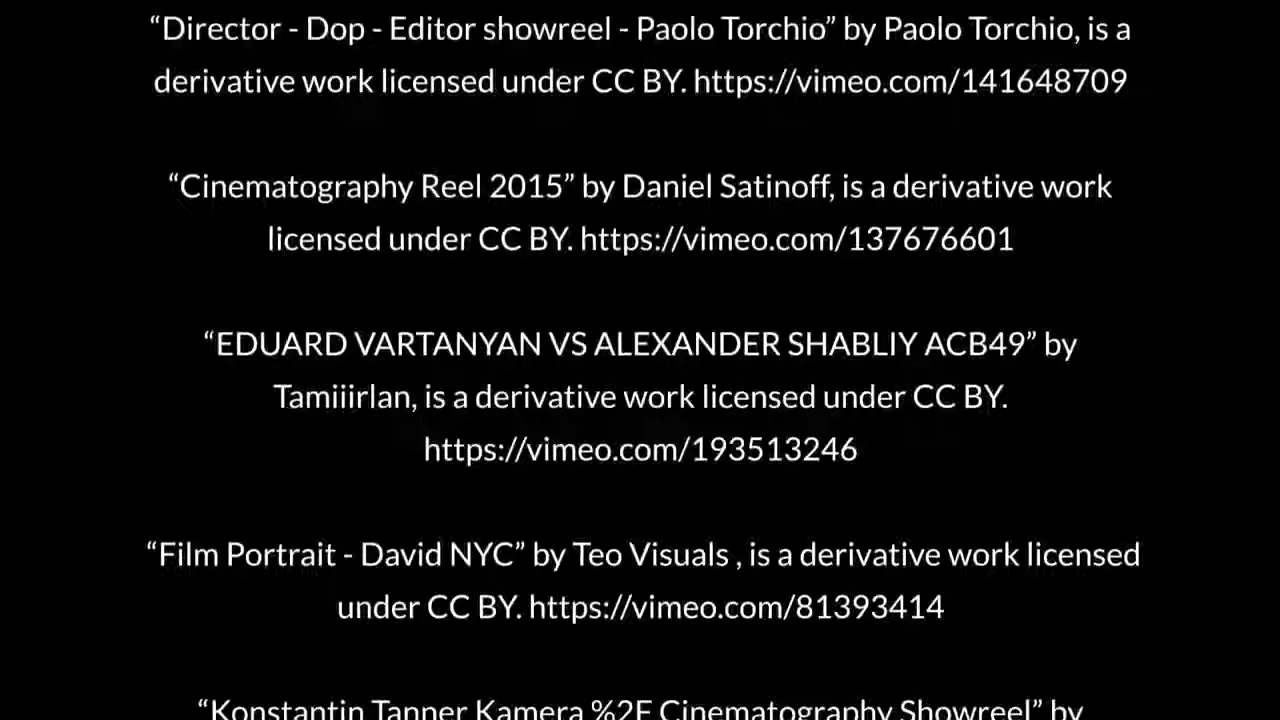 “Director - Dop - Editor showreel - Paolo Torchio” by Paolo Torchio, is a
derivative work licensed under CC BY. https://vimeo.com/141648709
“Cinematography Reel 2015” by Daniel Satinoff, is a derivative work
licensed under CC BY. https://vimeo.com/137676601
“EDUARD VARTANYAN VS ALEXANDER SHABLIY ACB49” by
Tamiiirlan, is a derivative work licensed under CC BY.
https://vimeo.com/193513246
“Film Portrait - David NYC” by Teo Visuals , is a derivative work licensed
under CC BY. https://vimeo.com/81393414
“Konstantin Tanner Kamera %2F Cinematography Showreel” by